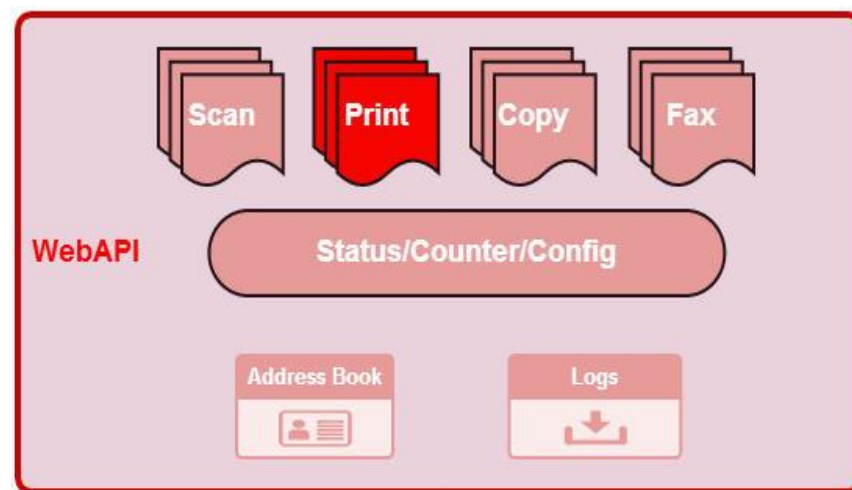 Scan
Print
Copy
Fax
WebAPI
Status/Counter/Config
Address Book
Logs